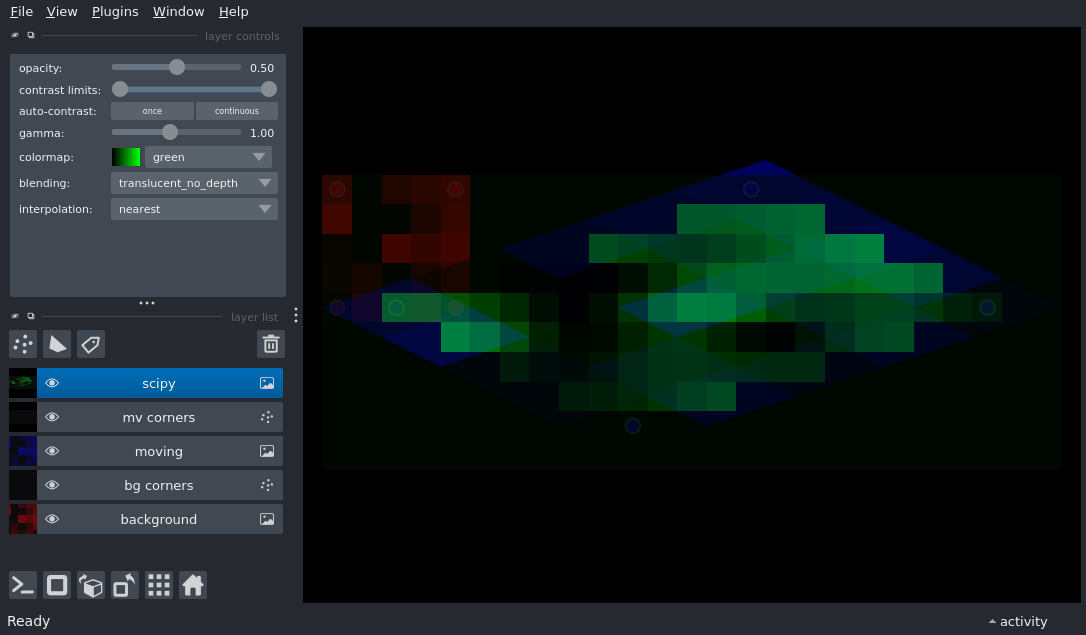 File View Plugins Window Help
layer controls
opacity: 0.50
contrast limits:
auto-contrast: once continuous
gamma: 1.00
colormap: green
blending: translucent_no_depth
interpolation: nearest
layer list
scipy
mv corners
moving
bg corners
background
Ready
activity